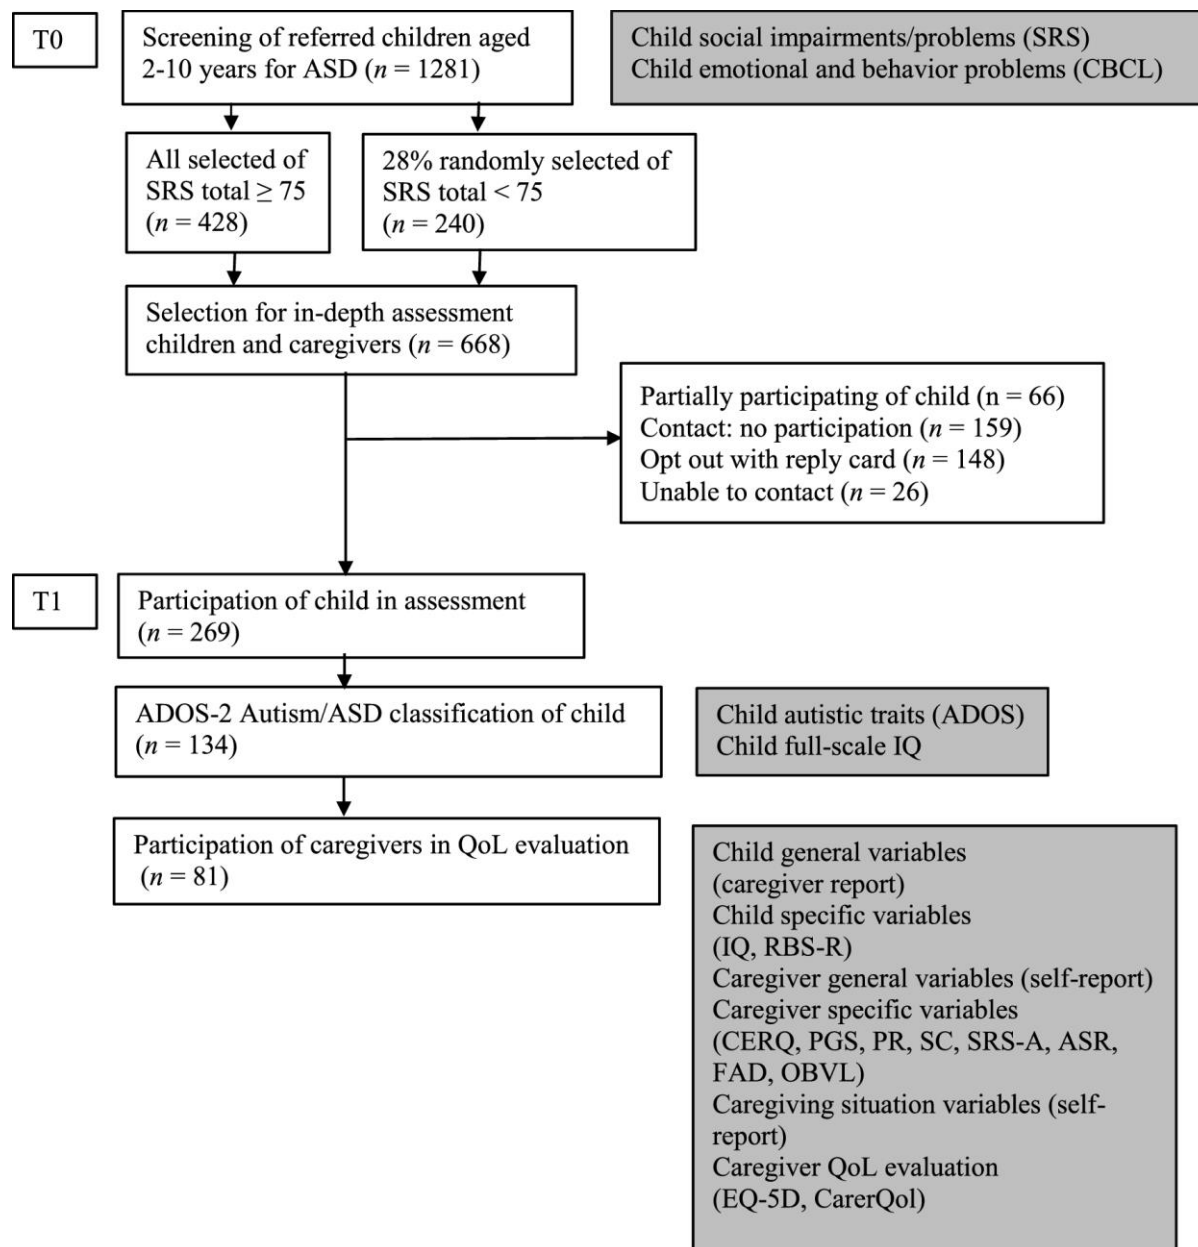 T0
Screening of referred children aged
2-10 years for ASD (n = 1281)
Child social impairments/problems (SRS)
Child emotional and behavior problems (CBCL)
All selected of
SRS total ≥ 75
(n = 428)
28% randomly selected of
SRS total < 75
(n = 240)
Selection for in-depth assessment
children and caregivers (n = 668)
Partially participating of child (n = 66)
Contact: no participation (n = 159)
Opt out with reply card (n = 148)
Unable to contact (n = 26)
T1
Participation of child in assessment
(n = 269)
ADOS-2 Autism/ASD classification of child
(n = 134)
Child autistic traits (ADOS)
Child full-scale IQ
Participation of caregivers in QoL evaluation
(n = 81)
Child general variables
(caregiver report)
Child specific variables
(IQ, RBS-R)
Caregiver general variables (self-report)
Caregiver specific variables
(CERQ, PGS, PR, SC, SRS-A, ASR,
FAD, OBVL)
Caregiving situation variables (self-
report)
Caregiver QoL evaluation
(EQ-5D, CarerQol)